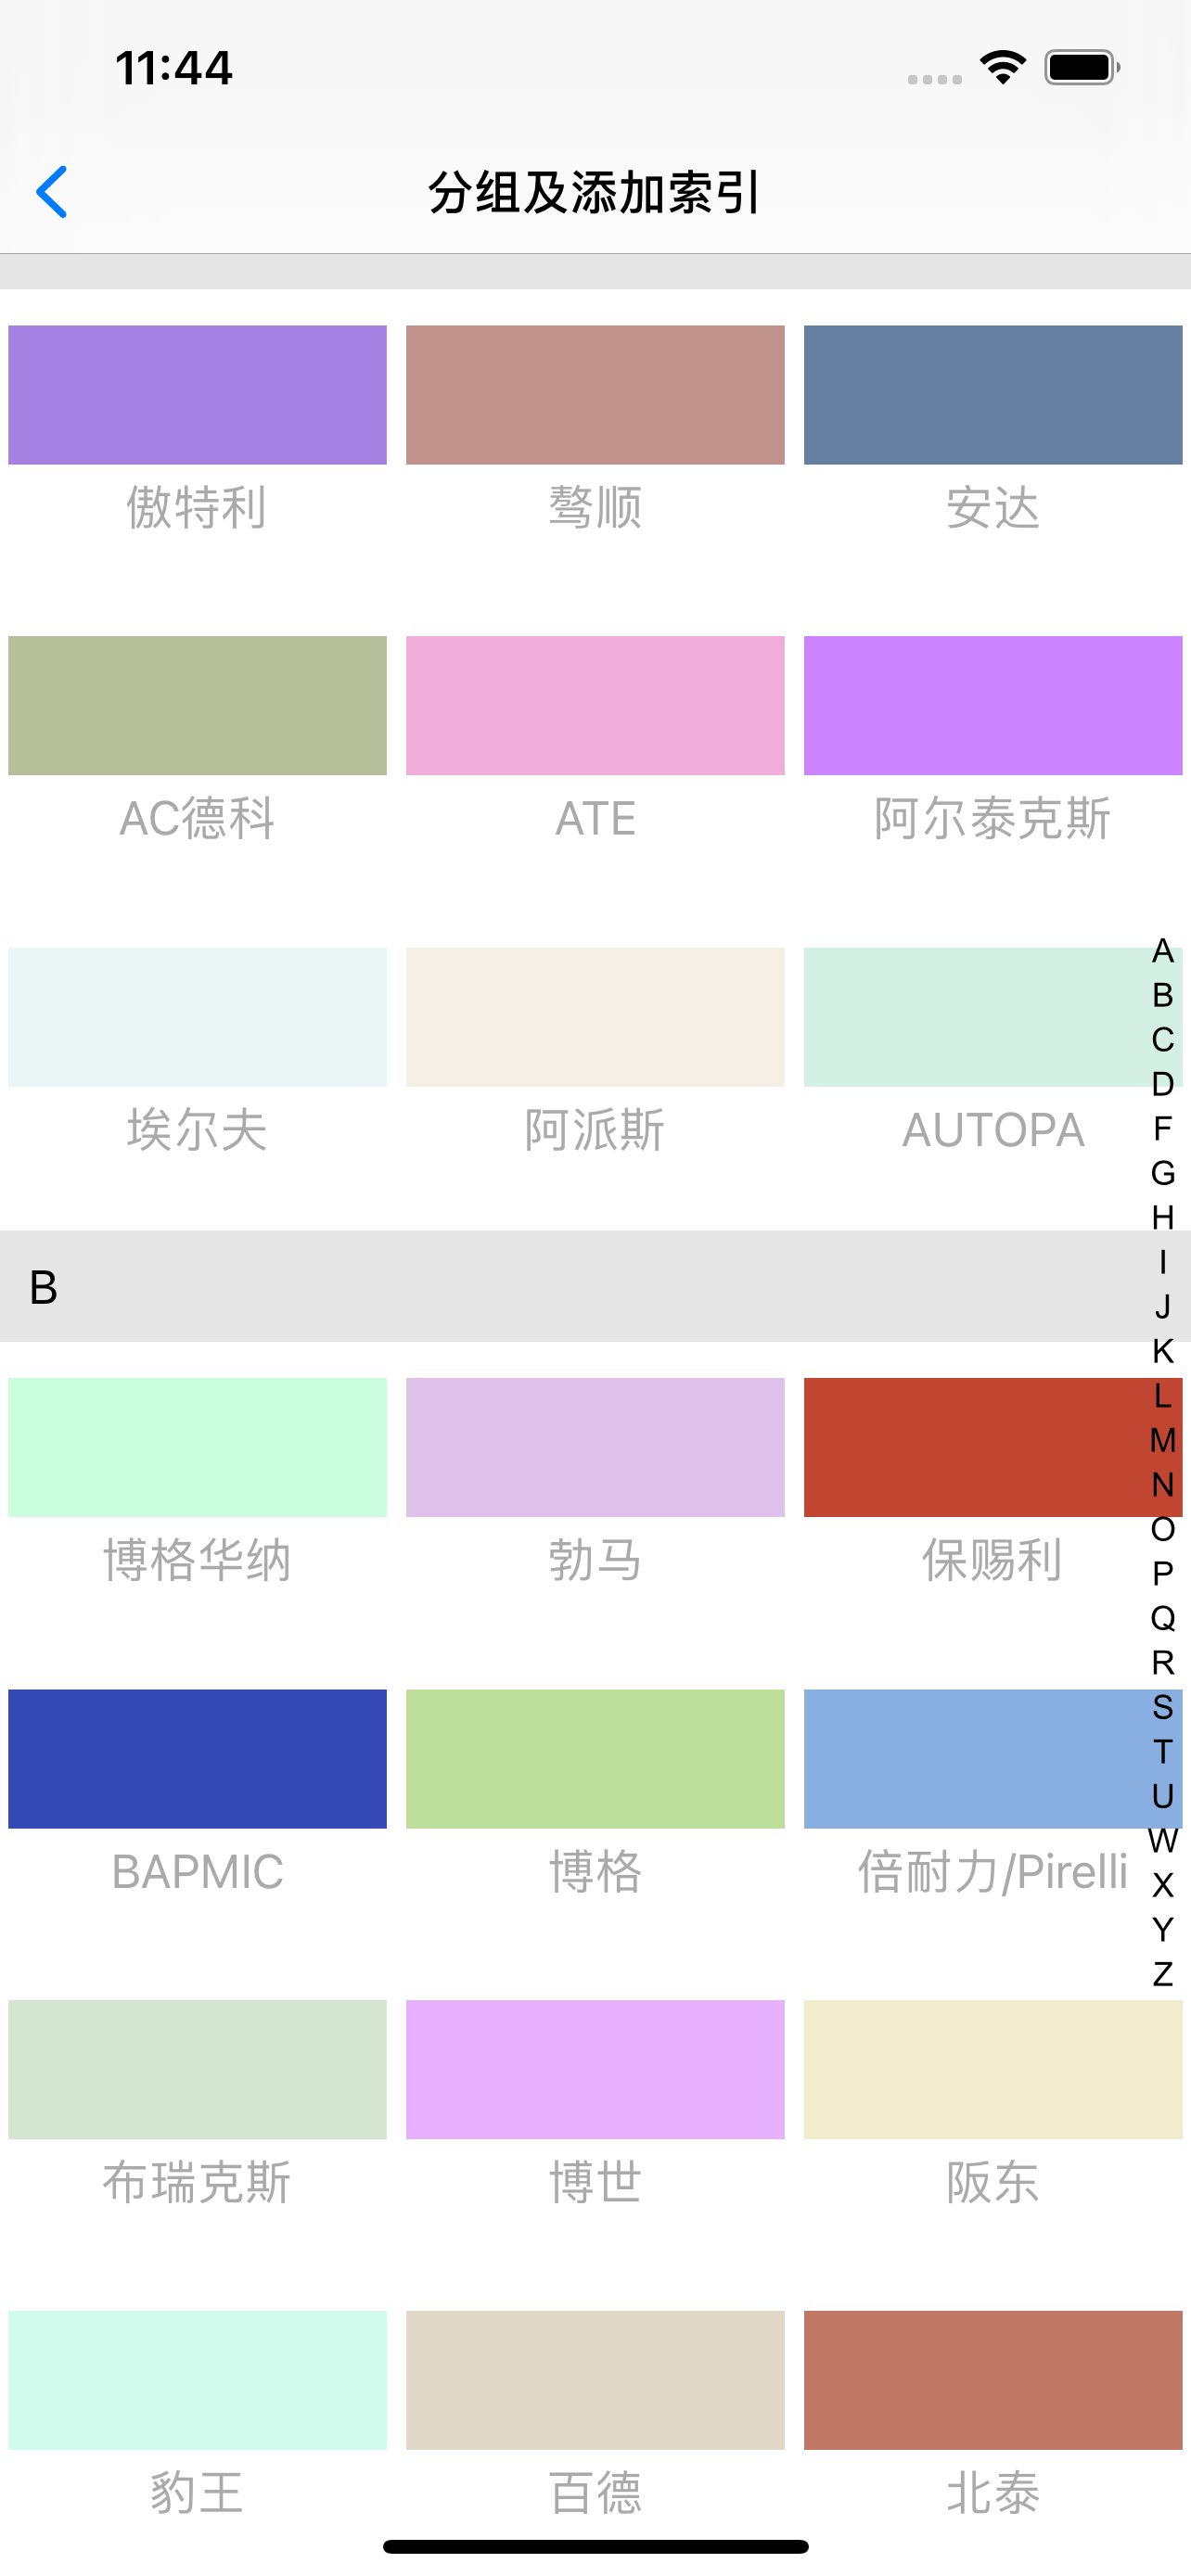 11:44
分组及添加索引
傲特利 骜顺 安达
AC德科 ATE 阿尔泰克斯
埃尔夫 阿派斯 AUTOPA
B
博格华纳 勃马 保赐利
BAPMIC 博格 倍耐力/Pirelli
布瑞克斯 博世 阪东
豹王 百德 北泰
A
B
C
D
F
G
H
I
J
K
L
M
N
O
P
Q
R
S
T
U
W
X
Y
Z